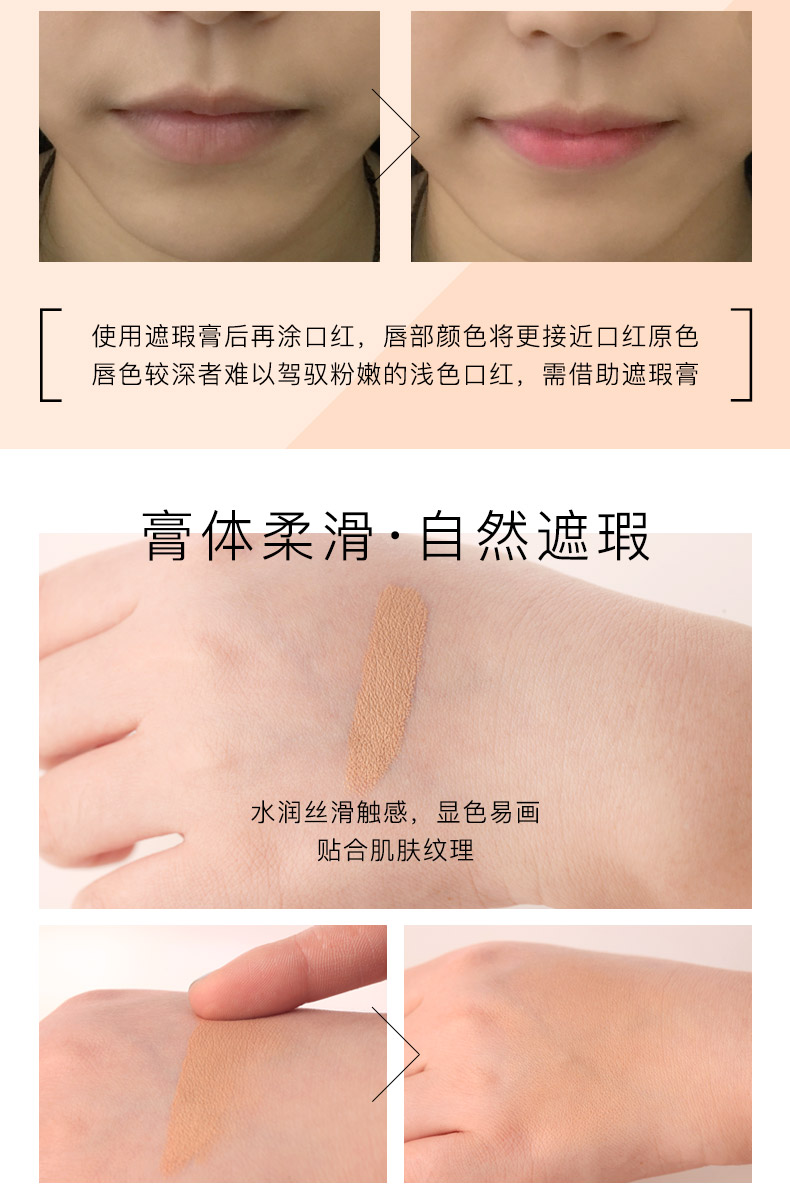 使用遮瑕膏后再涂口红，唇部颜色将更接近口红原色
唇色较深者难以驾驭粉嫩的浅色口红，需借助遮瑕膏
膏体柔滑·自然遮瑕
水润丝滑触感，显色易画
贴合肌肤纹理